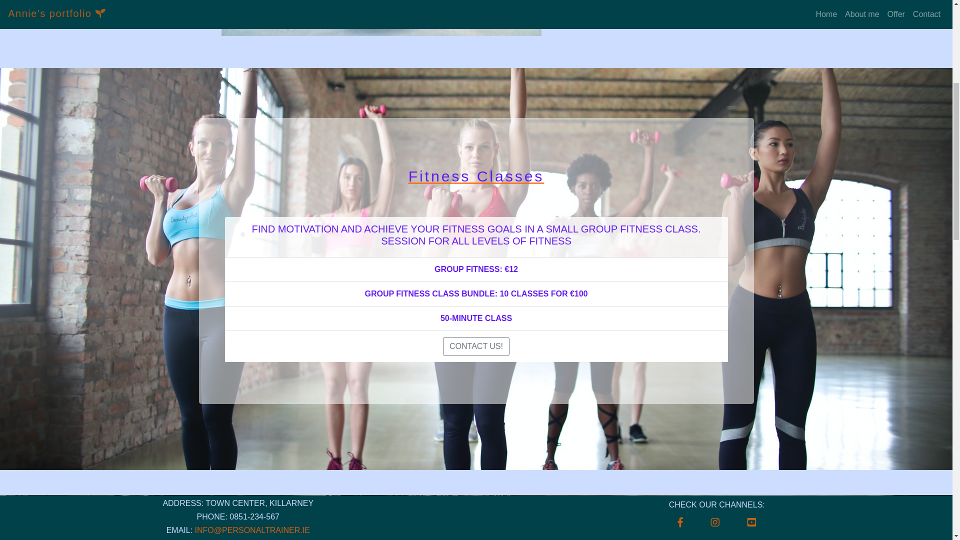 Annie's portfolio
Home About me Offer Contact
Fitness Classes
FIND MOTIVATION AND ACHIEVE YOUR FITNESS GOALS IN A SMALL GROUP FITNESS CLASS.
SESSION FOR ALL LEVELS OF FITNESS
GROUP FITNESS: €12
GROUP FITNESS CLASS BUNDLE: 10 CLASSES FOR €100
50-MINUTE CLASS
CONTACT US!
ADDRESS: TOWN CENTER, KILLARNEY
PHONE: 0851-234-567
EMAIL: INFO@PERSONALTRAINER.IE
CHECK OUR CHANNELS: